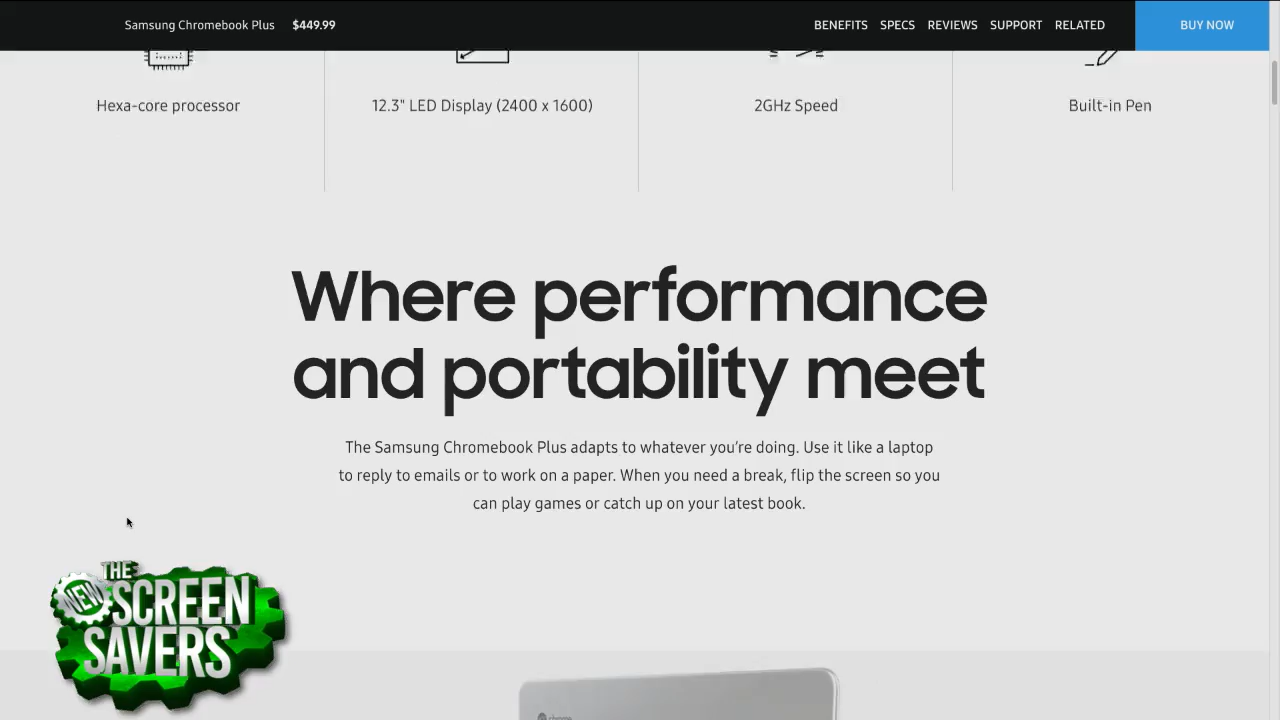 Samsung Chromebook Plus $449.99 BENEFITS SPECS REVIEWS SUPPORT RELATED BUY NOW
Hexa-core processor
12.3" LED Display (2400 x 1600)
2GHz Speed
Built-in Pen
Where performance
and portability meet
The Samsung Chromebook Plus adapts to whatever you're doing. Use it like a laptop
to reply to emails or to work on a paper. When you need a break, flip the screen so you
can play games or catch up on your latest book.
THE
NEW SCREEN
SAVERS
chrome